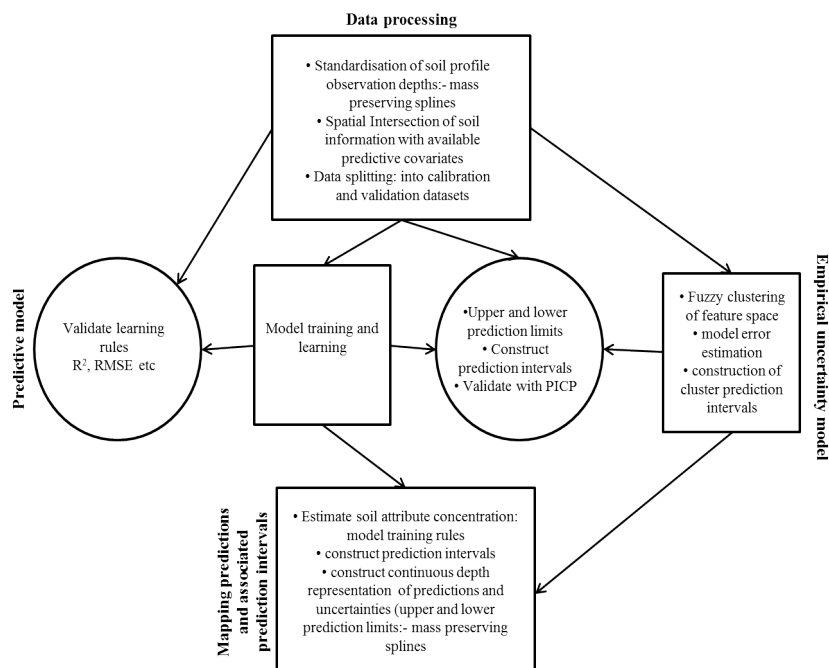 Data processing
• Standardisation of soil profile
observation depths:- mass
preserving splines
• Spatial Intersection of soil
information with available
predictive covariates
• Data splitting: into calibration
and validation datasets
Predictive model
Validate learning
rules
R², RMSE etc
Model training and
learning
•Upper and lower
prediction limits
• Construct
prediction intervals
• Validate with PICP
• Fuzzy clustering
of feature space
• model error
estimation
• construction of
cluster prediction
intervals
Empirical uncertainty model
Mapping predictions
and associated
prediction intervals
• Estimate soil attribute concentration:
model training rules
• construct prediction intervals
• construct continuous depth
representation of predictions and
uncertainties (upper and lower
prediction limits:- mass preserving
splines